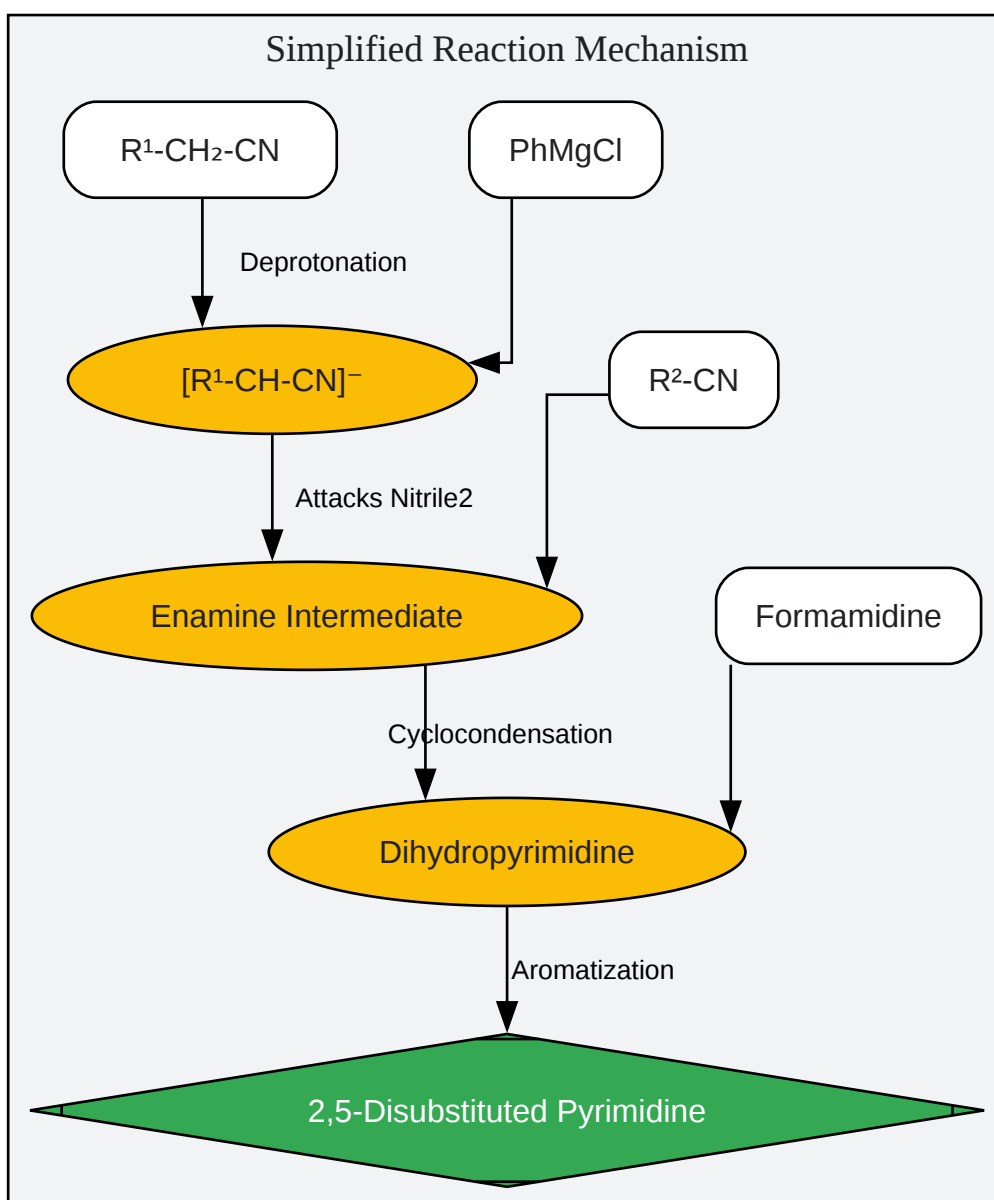 Simplified Reaction Mechanism
R¹-CH₂-CN
PhMgCl
Deprotonation
[R¹-CH-CN]⁻
R²-CN
Attacks Nitrile2
Enamine Intermediate
Formamidine
Cyclocondensation
Dihydropyrimidine
Aromatization
2,5-Disubstituted Pyrimidine